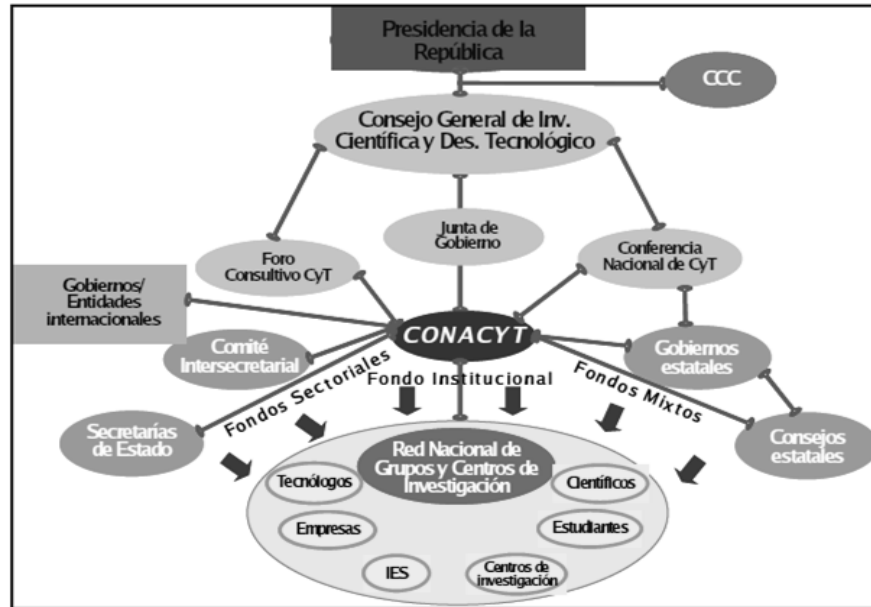 Presidencia de la
República
CCC
Consejo General de Inv.
Científica y Des. Tecnológico
Junta de
Gobierno
Foro
Consultivo CyT
Conferencia
Nacional de CyT
Gobiernos/
Entidades
internacionales
CONACYT
Comité
Intersecretarial
Gobiernos
estatales
Fondos Sectoriales
Fondo Institucional
Fondos Mixtos
Secretarías
de Estado
Consejos
estatales
Red Nacional de
Grupos y Centros de
Investigación
Tecnólogos
Científicos
Empresas
Estudiantes
IES
Centros de
investigación